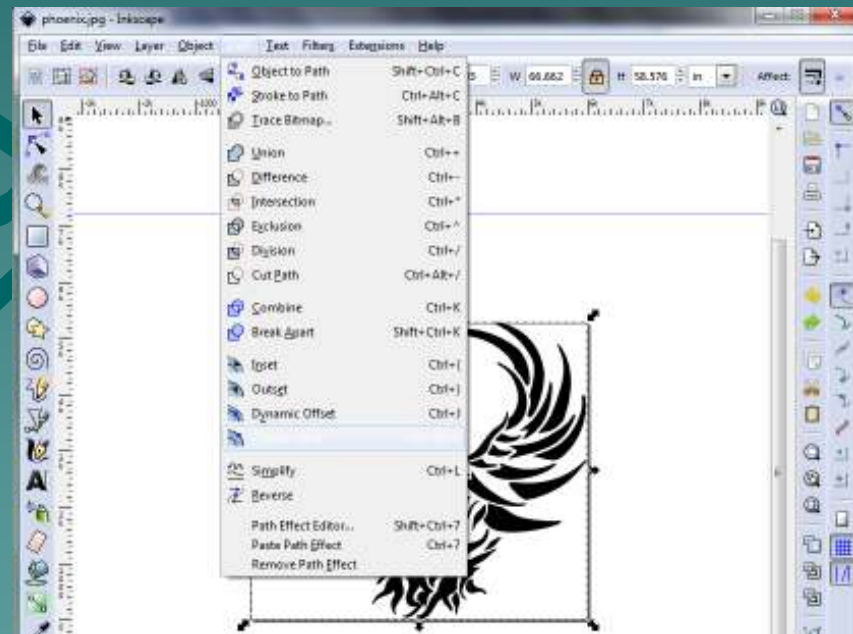 phoenix.jpg - Inkscape
File Edit View Layer Object Text Filters Extensions Help
W 66.662 H 58.576 in Affect:
Object to Path Shift+Ctrl+C
Stroke to Path Ctrl+Alt+C
Trace Bitmap... Shift+Alt+B
Union Ctrl++
Difference Ctrl+-
Intersection Ctrl+*
Exclusion Ctrl+^
Division Ctrl+/
Cut Path Ctrl+Alt+/
Combine Ctrl+K
Break Apart Shift+Ctrl+K
Inset Ctrl+(
Outset Ctrl+)
Dynamic Offset Ctrl+J
Simplify Ctrl+L
Reverse
Path Effect Editor... Shift+Ctrl+7
Paste Path Effect Ctrl+7
Remove Path Effect